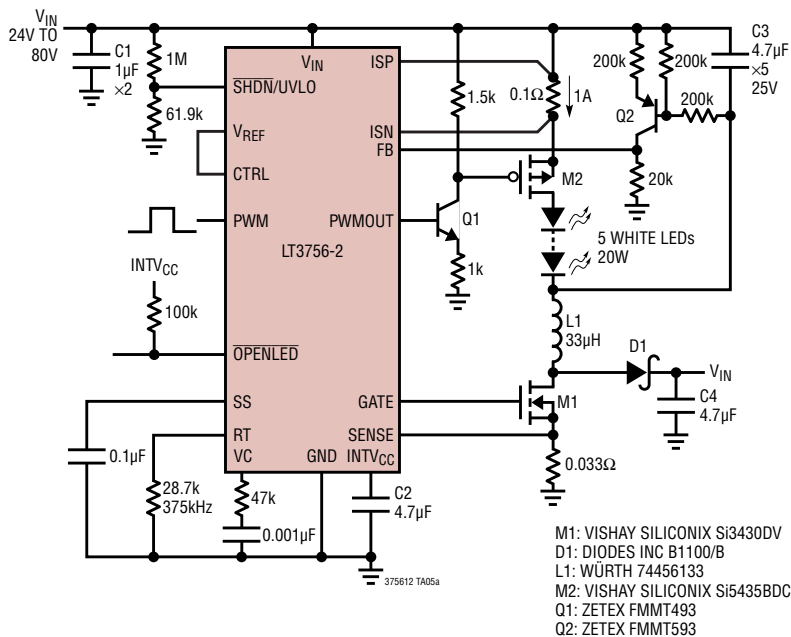 VIN
24V TO
80V
C1
1µF
×2
1M
61.9k
VIN
ISP
SHDN/UVLO
VREF
ISN
FB
CTRL
PWM
PWMOUT
LT3756-2
INTVCC
100k
OPENLED
SS
GATE
RT
SENSE
VC
GND
INTVCC
0.1µF
28.7k
375kHz
47k
0.001µF
C2
4.7µF
375612 TA05a
1.5k
0.1Ω
1A
200k
200k
C3
4.7µF
×5
25V
Q2
200k
20k
M2
Q1
1k
5 WHITE LEDs
20W
L1
33µH
D1
VIN
C4
4.7µF
M1
0.033Ω
M1: VISHAY SILICONIX Si3430DV
D1: DIODES INC B1100/B
L1: WÜRTH 74456133
M2: VISHAY SILICONIX Si5435BDC
Q1: ZETEX FMMT493
Q2: ZETEX FMMT593